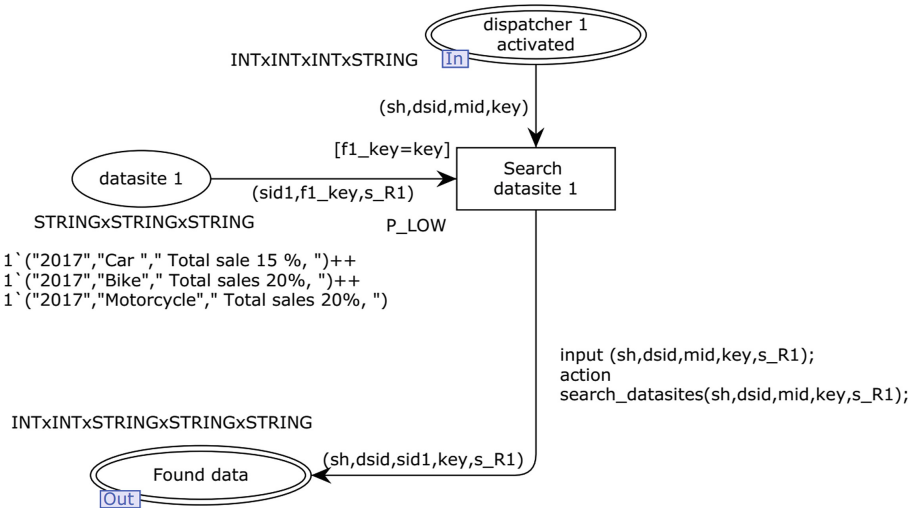 dispatcher 1
activated
INTxINTxINTxSTRING
In
(sh,dsid,mid,key)
[f1_key=key]
Search
datasite 1
datasite 1
(sid1,f1_key,s_R1)
STRINGxSTRINGxSTRING
P_LOW
1`("2017","Car "," Total sale 15 %, ")++
1`("2017","Bike"," Total sales 20%, ")++
1`("2017","Motorcycle"," Total sales 20%, ")
input (sh,dsid,mid,key,s_R1);
action
search_datasites(sh,dsid,mid,key,s_R1);
INTxINTxSTRINGxSTRINGxSTRING
(sh,dsid,sid1,key,s_R1)
Found data
Out